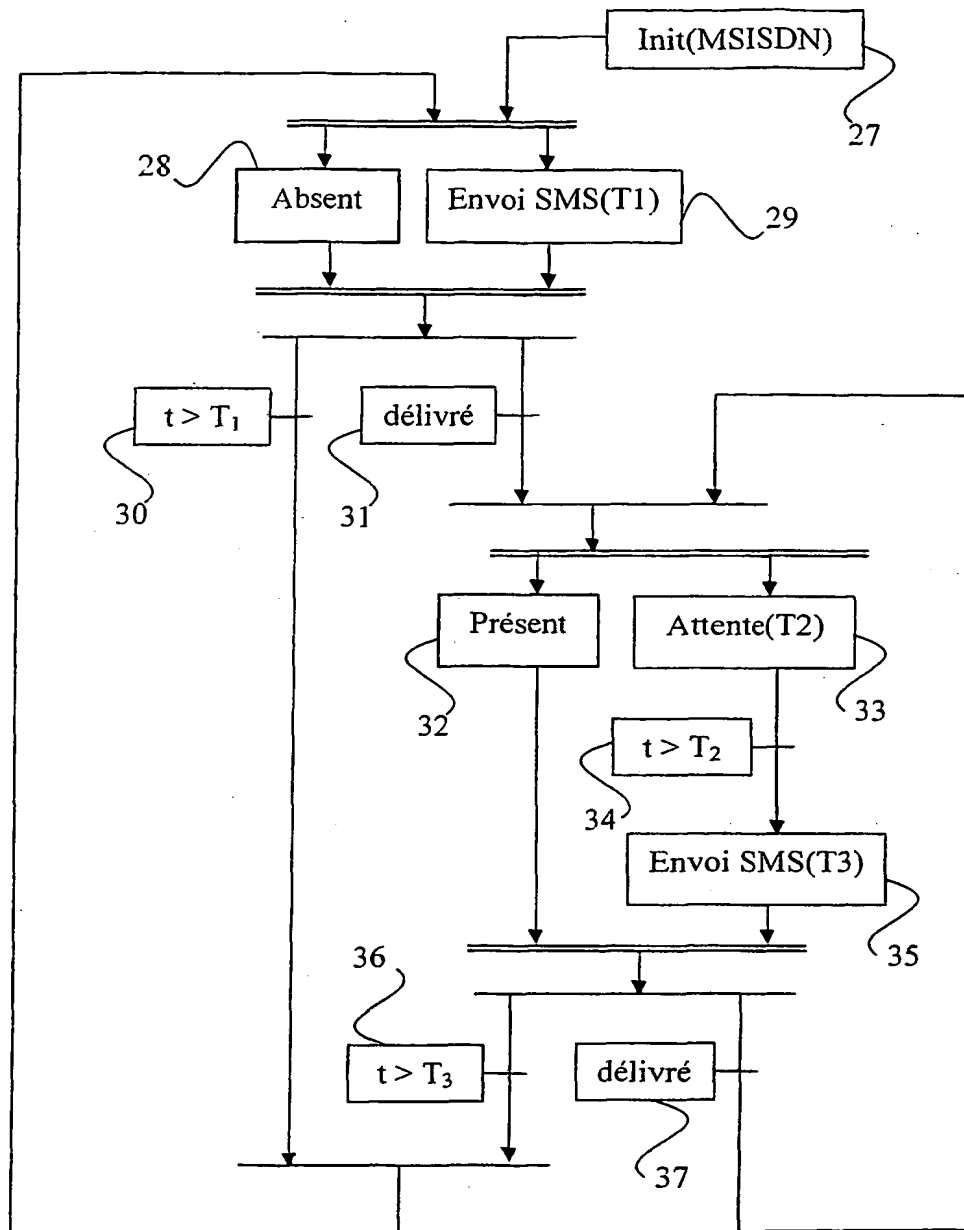 Init(MSISDN)
27
28
Absent
Envoi SMS(T1)
29
t > T₁
délivré
30
31
Présent
Attente(T2)
32
33
t > T₂
34
Envoi SMS(T3)
35
36
t > T₃
délivré
37